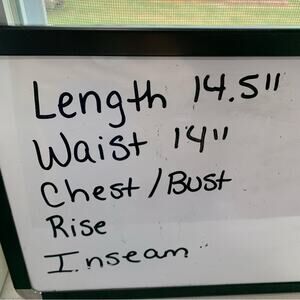 Length 14.5"
Waist 14"
Chest/Bust
Rise
Inseam